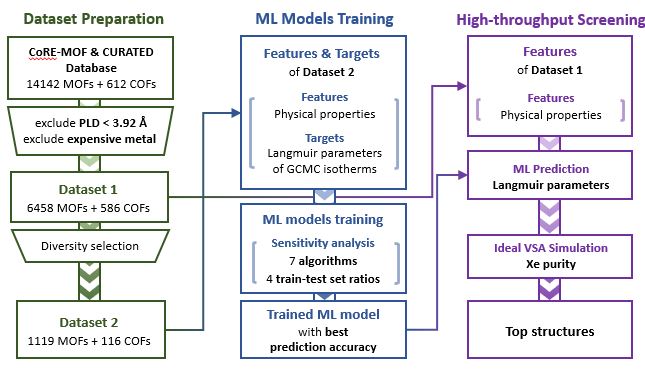 Dataset Preparation
CoRE-MOF & CURATED
Database
14142 MOFs + 612 COFs
exclude PLD < 3.92 Å
exclude expensive metal
Dataset 1
6458 MOFs + 586 COFs
Diversity selection
Dataset 2
1119 MOFs + 116 COFs
ML Models Training
Features & Targets
of Dataset 2
Features
Physical properties
Targets
Langmuir parameters
of GCMC isotherms
ML models training
Sensitivity analysis
7 algorithms
4 train-test set ratios
Trained ML model
with best
prediction accuracy
High-throughput Screening
Features
of Dataset 1
Features
Physical properties
ML Prediction
Langmuir parameters
Ideal VSA Simulation
Xe purity
Top structures